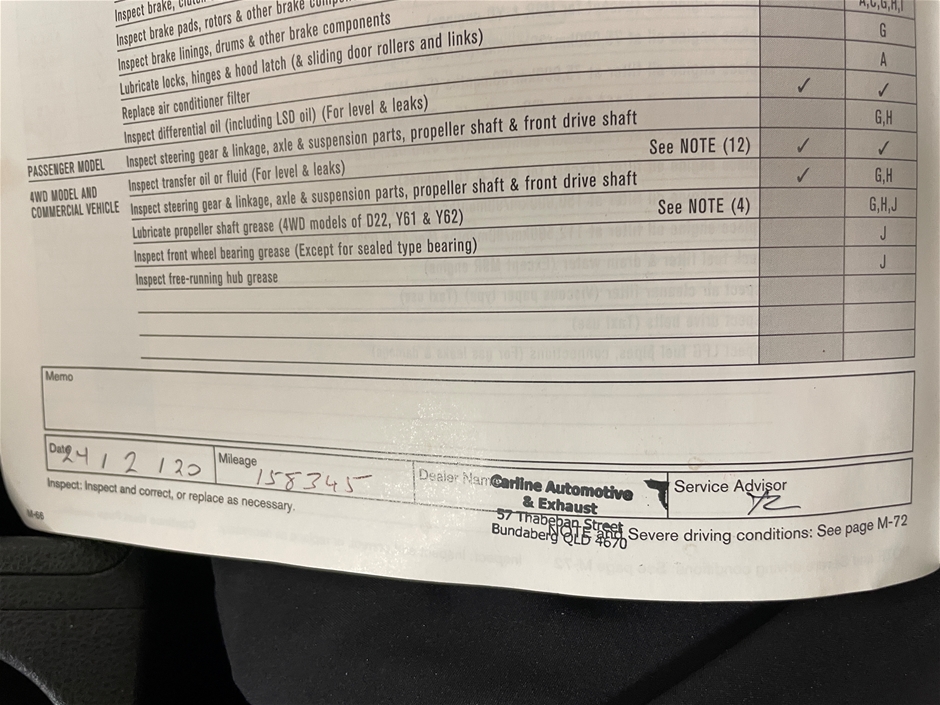 Inspect brake,
A,C,G,H,I
Inspect brake pads, rotors & other brake components
Inspect brake linings, drums & other brake components
G
Lubricate locks, hinges & hood latch (& sliding door rollers and links)
A
Replace air conditioner filter
✓ ✓
Inspect differential oil (including LSD oil) (For level & leaks)
G,H
PASSENGER MODEL Inspect steering gear & linkage, axle & suspension parts, propeller shaft & front drive shaft
See NOTE (12) ✓ ✓
4WD MODEL AND COMMERCIAL VEHICLE
Inspect transfer oil or fluid (For level & leaks)
✓ G,H
Inspect steering gear & linkage, axle & suspension parts, propeller shaft & front drive shaft
Lubricate propeller shaft grease (4WD models of D22, Y61 & Y62) See NOTE (4) G,H,J
Inspect front wheel bearing grease (Except for sealed type bearing) J
Inspect free-running hub grease J
Memo
Date 24 / 2 / 20
Mileage 158345
Dealer Name
Carline Automotive
& Exhaust
57 Thabeban Street
Bundaberg QLD 4670
Service Advisor
Inspect: Inspect and correct, or replace as necessary.
NOTE and Severe driving conditions: See page M-72
M-66